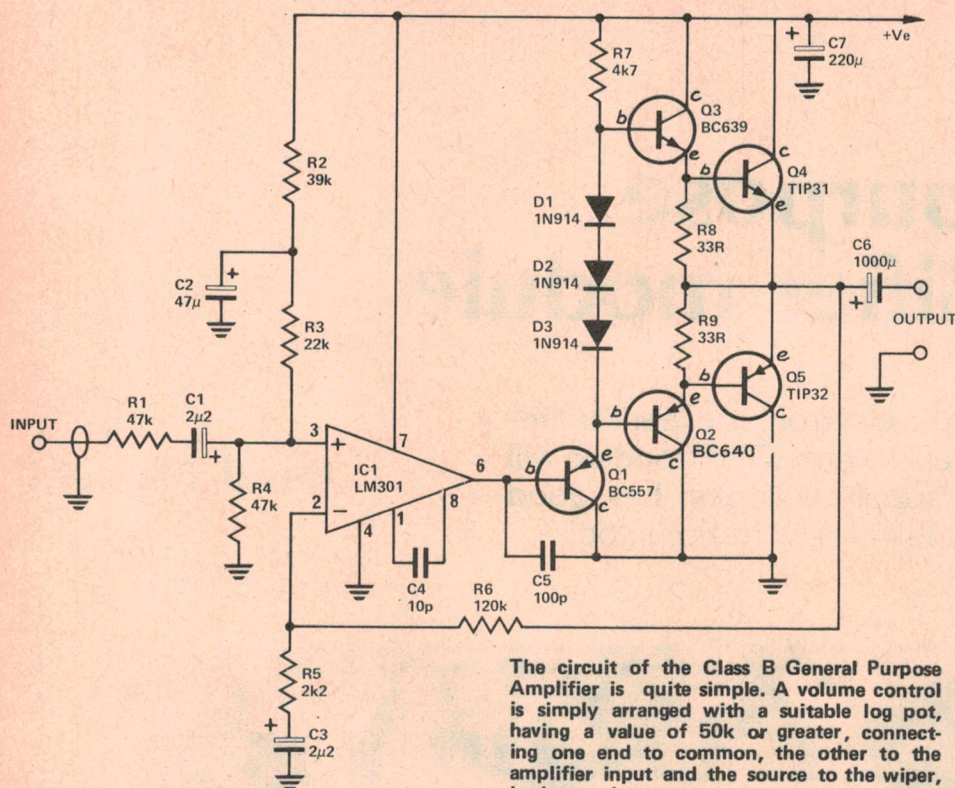 +Ve
+
C7
220µ
R7
4k7
c
b
Q3
BC639
e
c
b
Q4
TIP31
e
R2
39k
D1
1N914
R8
33R
C6
1000µ
+
C2
47µ
+
D2
1N914
OUTPUT
R3
22k
D3
1N914
R9
33R
e
b
Q5
TIP32
c
R1
47k
C1
2µ2
+
INPUT
3
+
7
b
e
Q2
BC640
c
IC1
LM301
6
b
e
Q1
BC557
c
R4
47k
2
–
4
1
8
C4
10p
C5
100p
R6
120k
R5
2k2
+
C3
2µ2
The circuit of the Class B General Purpose
Amplifier is quite simple. A volume control
is simply arranged with a suitable log pot,
having a value of 50k or greater, connect-
ing one end to common, the other to the
amplifier input and the source to the wiper,